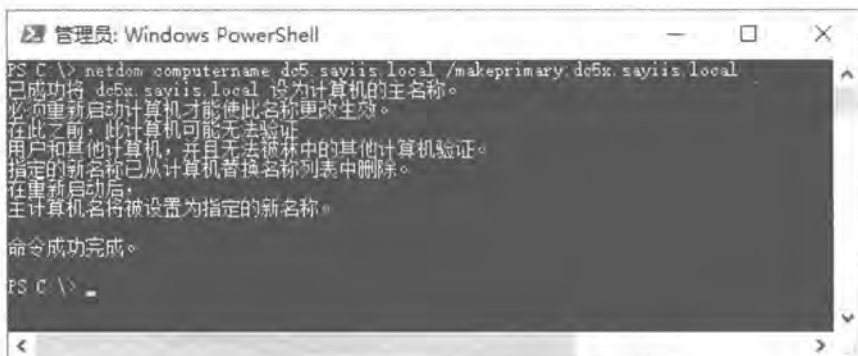 管理员: Windows PowerShell
PS C:\> netdom computername dc5.sayiis.local /makeprimary:dc5x.sayiis.local
已成功将 dc5x.sayiis.local 设为计算机的主名称。
必须重新启动计算机才能使此名称更改生效。
在此之前，此计算机可能无法验证
用户和其他计算机，并且无法被林中的其他计算机验证。
指定的新名称已从计算机替换名称列表中删除。
在重新启动后，
主计算机名将被设置为指定的新名称。
命令成功完成。
PS C:\>